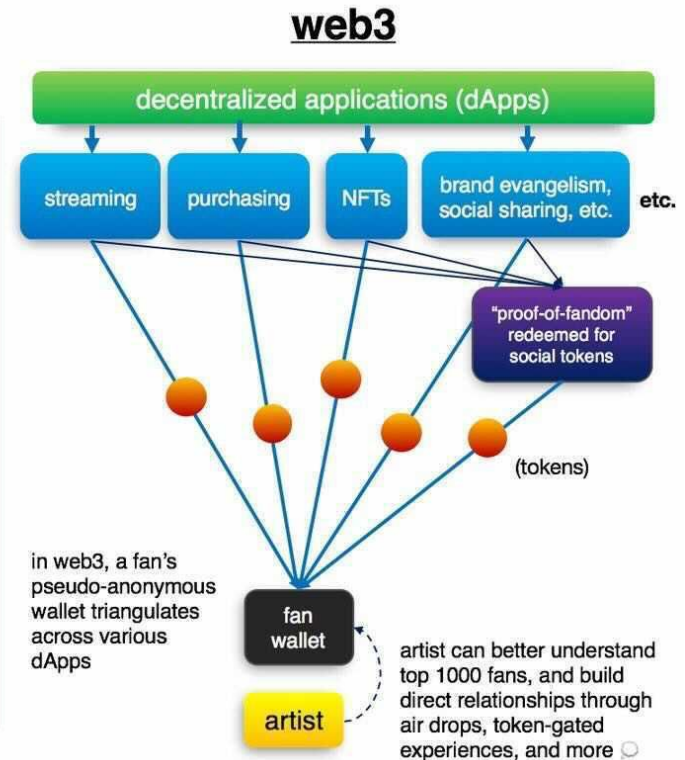 web3
decentralized applications (dApps)
streaming
purchasing
NFTs
brand evangelism,
social sharing, etc.
etc.
“proof-of-fandom”
redeemed for
social tokens
(tokens)
in web3, a fan’s
pseudo-anonymous
wallet triangulates
across various
dApps
fan
wallet
artist
artist can better understand
top 1000 fans, and build
direct relationships through
air drops, token-gated
experiences, and more